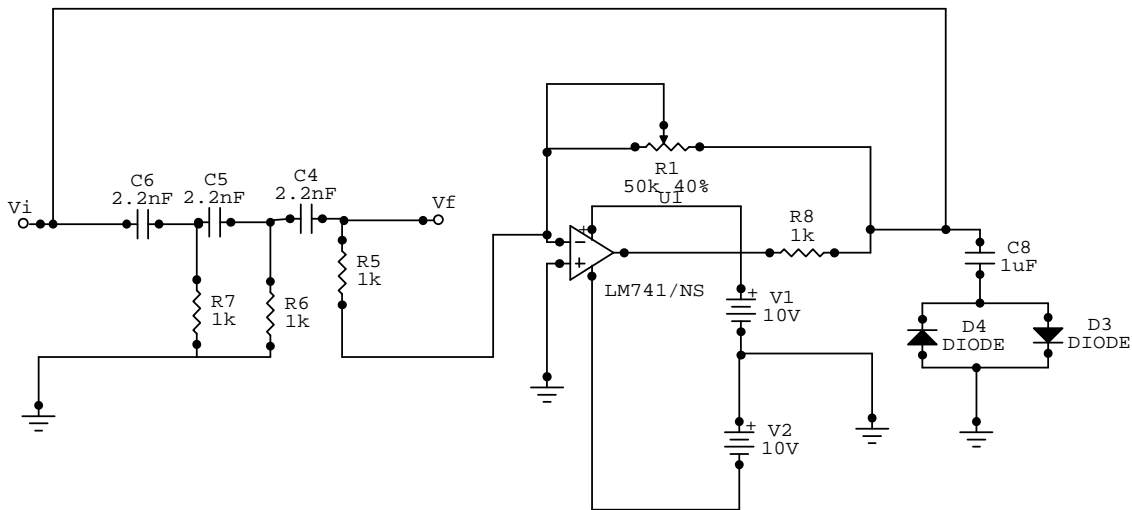 Vi
C6
2.2nF
C5
2.2nF
C4
2.2nF
Vf
R7
1k
R6
1k
R5
1k
R1
50k 40%
U1
LM741/NS
R8
1k
V1
10V
V2
10V
C8
1uF
D4
DIODE
D3
DIODE